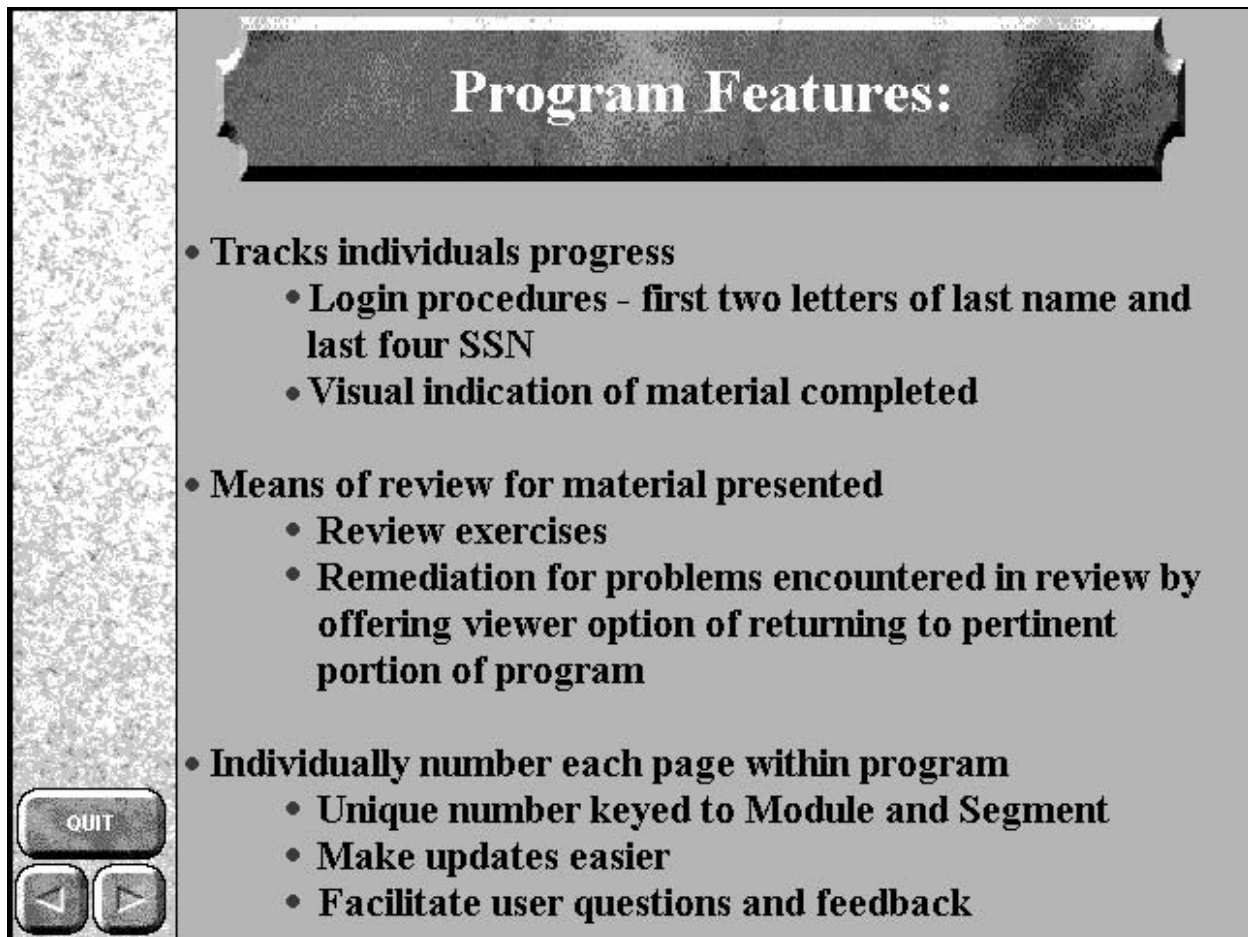 Program Features:
• Tracks individuals progress
• Login procedures - first two letters of last name and
last four SSN
• Visual indication of material completed
• Means of review for material presented
• Review exercises
• Remediation for problems encountered in review by
offering viewer option of returning to pertinent
portion of program
• Individually number each page within program
• Unique number keyed to Module and Segment
• Make updates easier
• Facilitate user questions and feedback
QUIT